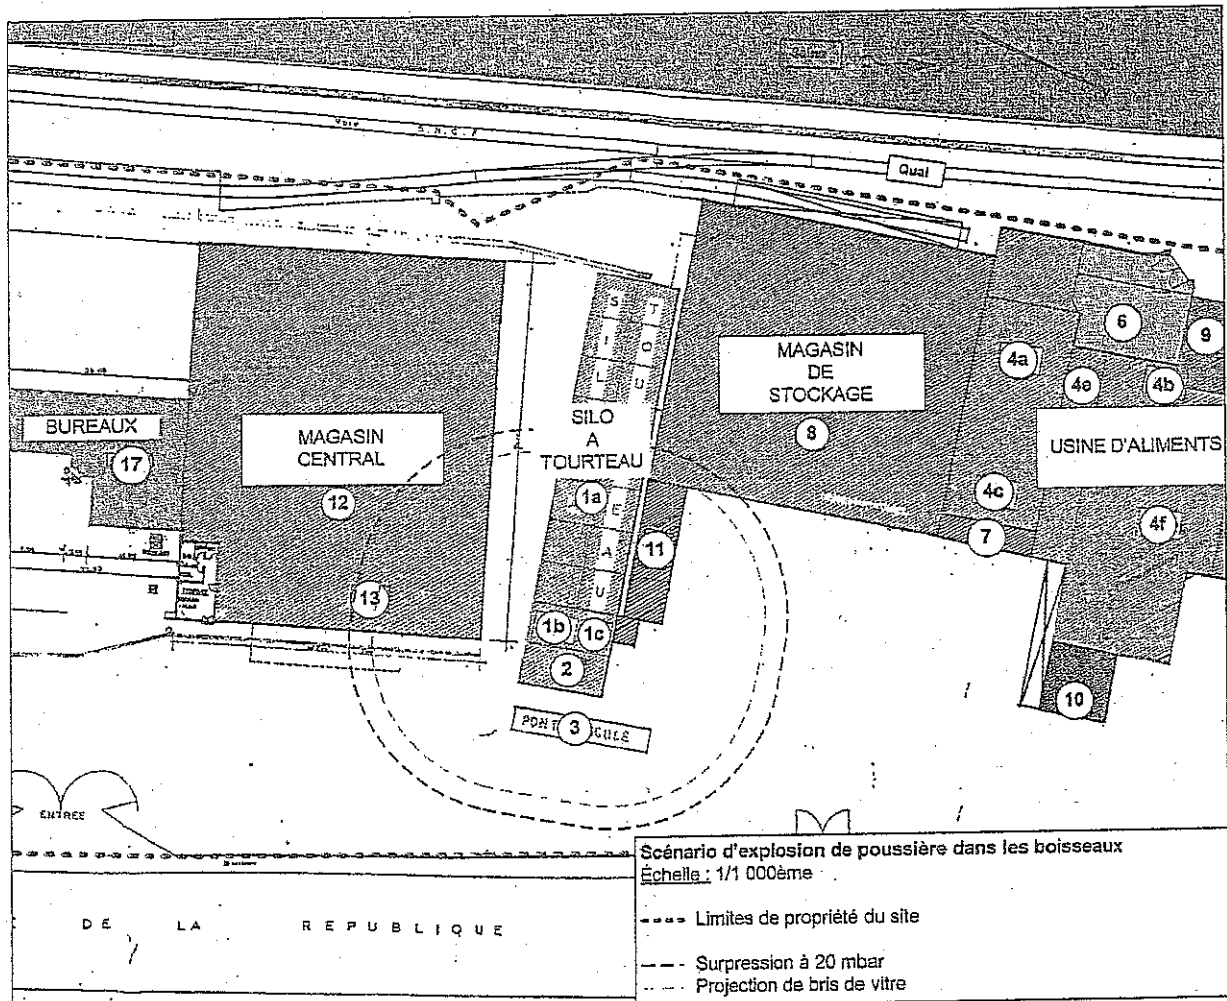 Voie S.N.C.F
Quai
6
9
4a
4e
4b
MAGASIN
DE
STOCKAGE
8
USINE D'ALIMENTS
4c
4f
7
10
BUREAUX
17
MAGASIN
CENTRAL
12
13
SILO
A
TOURTEAU
1a
11
1b
1c
2
3
ENTREE
DE LA REPUBLIQUE
Scénario d'explosion de poussière dans les boisseaux
Échelle : 1/1 000ème
Limites de propriété du site
Surpression à 20 mbar
Projection de bris de vitre